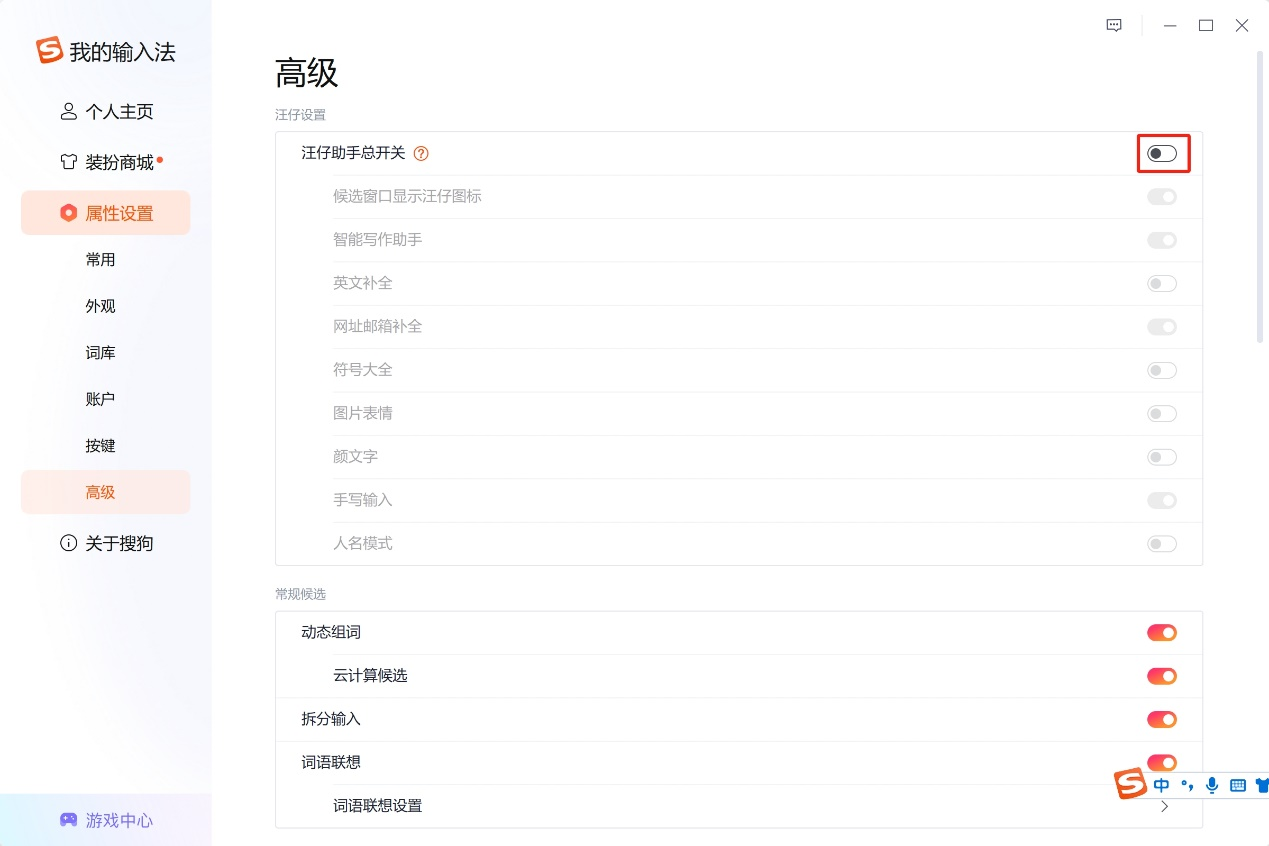 我的输入法
个人主页
装扮商城
属性设置
常用
外观
词库
账户
按键
高级
关于搜狗
游戏中心
高级
汪仔设置
汪仔助手总开关 ?
候选窗口显示汪仔图标
智能写作助手
英文补全
网址邮箱补全
符号大全
图片表情
颜文字
手写输入
人名模式
常规候选
动态组词
云计算候选
拆分输入
词语联想
词语联想设置
S 中